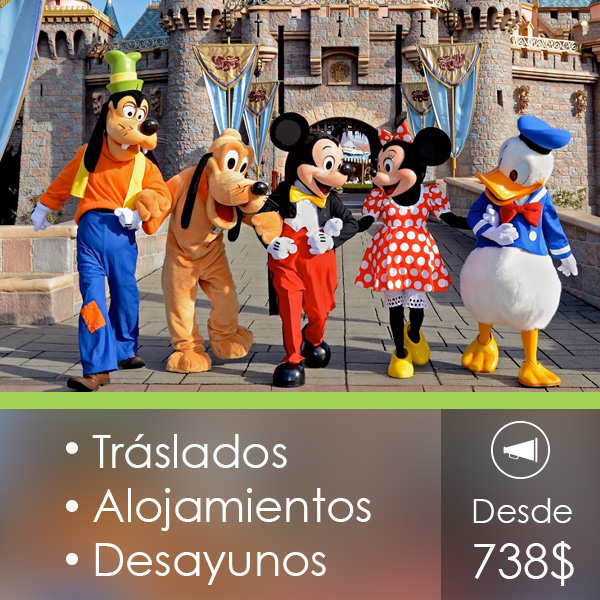 • Tráslados
• Alojamientos
• Desayunos
Desde
738$